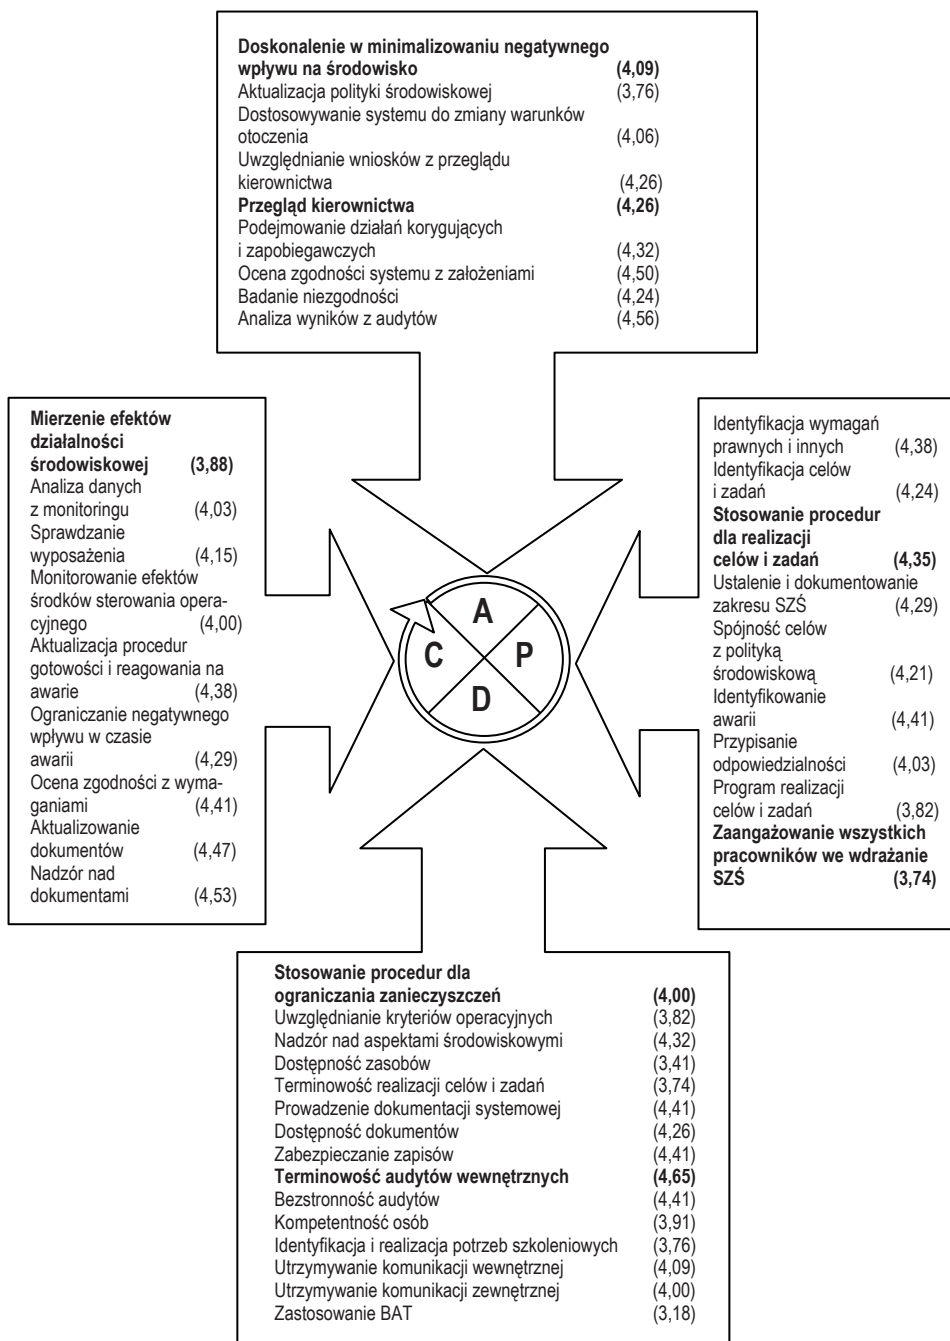 Doskonalenie w minimalizowaniu negatywnego
wpływu na środowisko (4,09)
Aktualizacja polityki środowiskowej (3,76)
Dostosowywanie systemu do zmiany warunków
otoczenia (4,06)
Uwzględnianie wniosków z przeglądu
kierownictwa (4,26)
Przegląd kierownictwa (4,26)
Podejmowanie działań korygujących
i zapobiegawczych (4,32)
Ocena zgodności systemu z założeniami (4,50)
Badanie niezgodności (4,24)
Analiza wyników z audytów (4,56)
Mierzenie efektów
działalności
środowiskowej (3,88)
Analiza danych
z monitoringu (4,03)
Sprawdzanie
wyposażenia (4,15)
Monitorowanie efektów
środków sterowania opera-
cyjnego (4,00)
Aktualizacja procedur
gotowości i reagowania na
awarie (4,38)
Ograniczanie negatywnego
wpływu w czasie
awarii (4,29)
Ocena zgodności z wyma-
ganiami (4,41)
Aktualizowanie
dokumentów (4,47)
Nadzór nad
dokumentami (4,53)
A
C P
D
Identyfikacja wymagań
prawnych i innych (4,38)
Identyfikacja celów
i zadań (4,24)
Stosowanie procedur
dla realizacji
celów i zadań (4,35)
Ustalenie i dokumentowanie
zakresu SZŚ (4,29)
Spójność celów
z polityką
środowiskową (4,21)
Identyfikowanie
awarii (4,41)
Przypisanie
odpowiedzialności (4,03)
Program realizacji
celów i zadań (3,82)
Zaangażowanie wszystkich
pracowników we wdrażanie
SZŚ (3,74)
Stosowanie procedur dla
ograniczania zanieczyszczeń (4,00)
Uwzględnianie kryteriów operacyjnych (3,82)
Nadzór nad aspektami środowiskowymi (4,32)
Dostępność zasobów (3,41)
Terminowość realizacji celów i zadań (3,74)
Prowadzenie dokumentacji systemowej (4,41)
Dostępność dokumentów (4,26)
Zabezpieczanie zapisów (4,41)
Terminowość audytów wewnętrznych (4,65)
Bezstronność audytów (4,41)
Kompetentność osób (3,91)
Identyfikacja i realizacja potrzeb szkoleniowych (3,76)
Utrzymywanie komunikacji wewnętrznej (4,09)
Utrzymywanie komunikacji zewnętrznej (4,00)
Zastosowanie BAT (3,18)